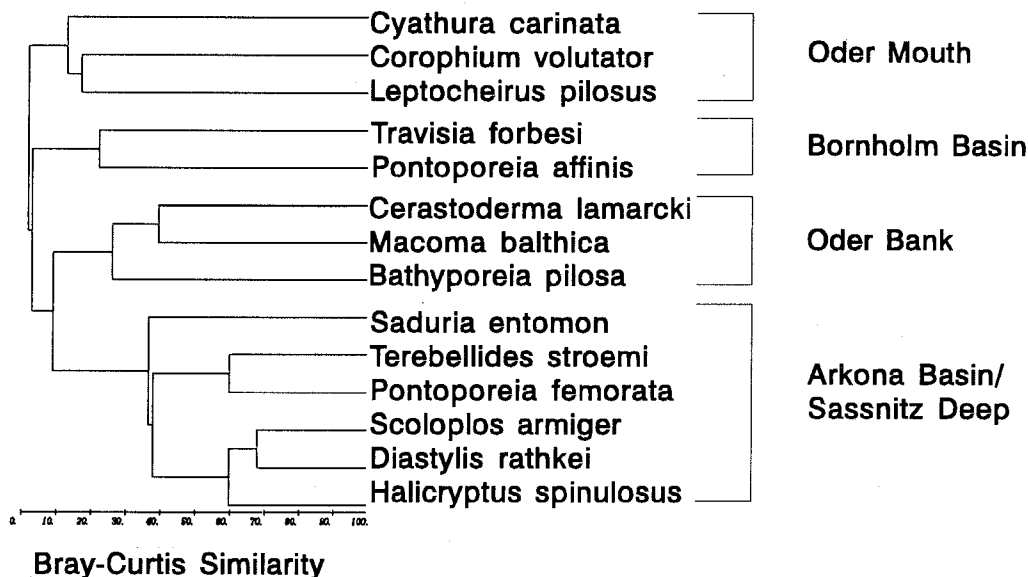 Cyathura carinata
Corophium volutator
Leptocheirus pilosus
Oder Mouth
Travisia forbesi
Pontoporeia affinis
Bornholm Basin
Cerastoderma lamarcki
Macoma balthica
Bathyporeia pilosa
Oder Bank
Saduria entomon
Terebellides stroemi
Pontoporeia femorata
Scoloplos armiger
Diastylis rathkei
Halicryptus spinulosus
Arkona Basin/
Sassnitz Deep
0. 10. 20. 30. 40. 50. 60. 70. 80. 90. 100.
Bray-Curtis Similarity